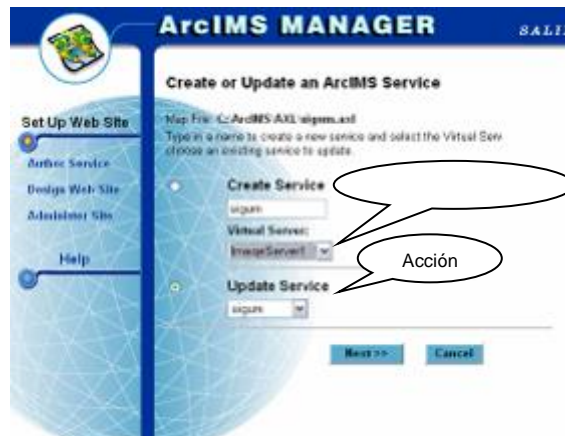 ArcIMS MANAGER
Create or Update an ArcIMS Service
Set Up Web Site
Map File: C:\ArcIMS\AXL\sigum.axl
Type in a name to create a new service and select the Virtual Serv
choose an existing service to update.
Author Service
Design Web Site
Administer Site
Create Service
sigum
Virtual Server:
ImageServer1
Help
Acción
Update Service
sigum
Next >>
Cancel